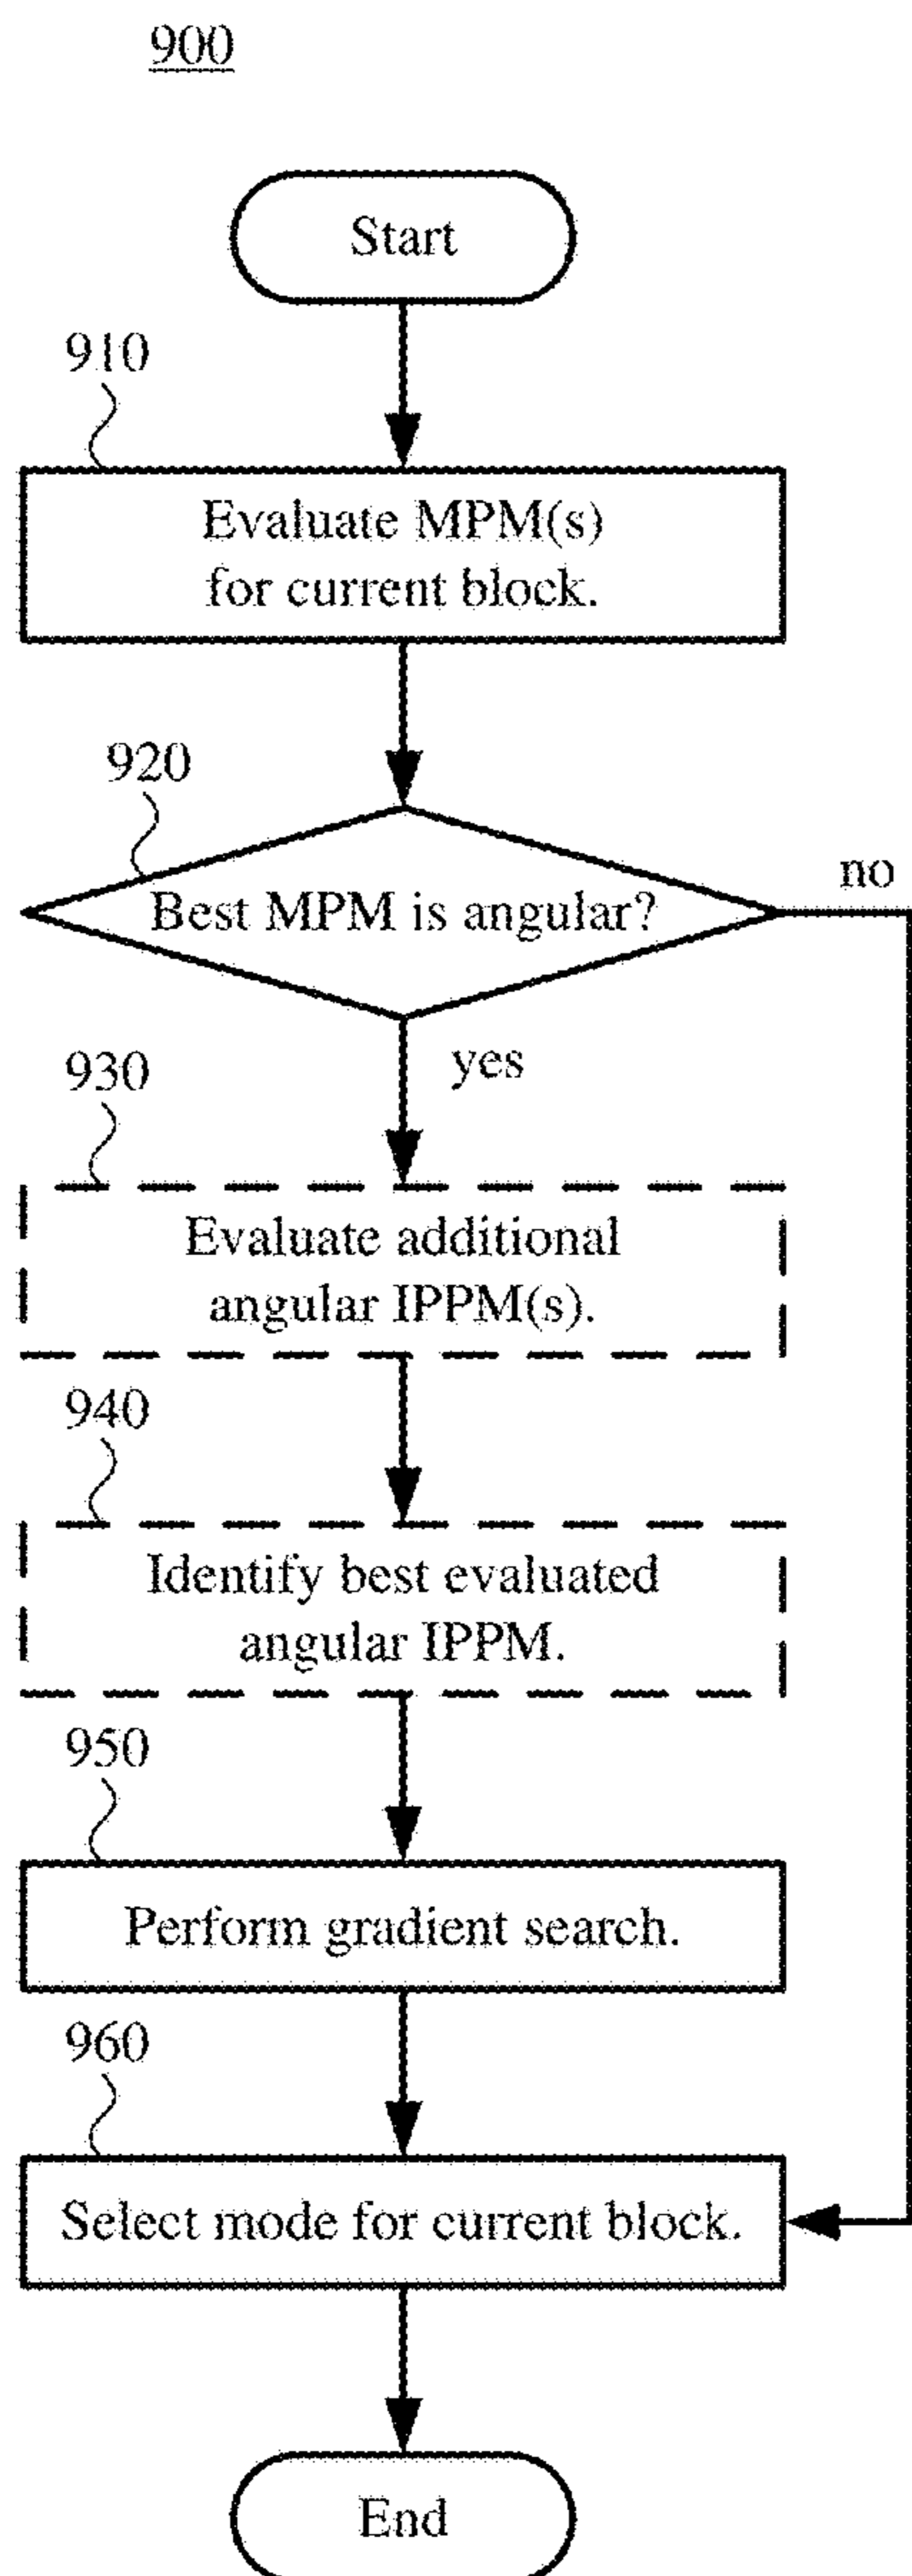 900
Start
910
Evaluate MPM(s)
for current block.
920
Best MPM is angular?
no
yes
930
Evaluate additional
angular IPPM(s).
940
Identify best evaluated
angular IPPM.
950
Perform gradient search.
960
Select mode for current block.
End